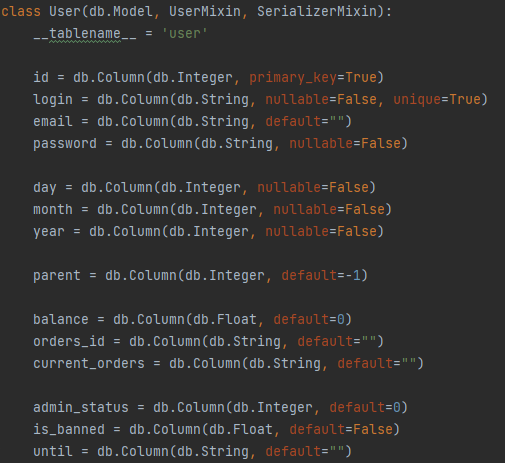 class User(db.Model, UserMixin, SerializerMixin):
    __tablename__ = 'user'

    id = db.Column(db.Integer, primary_key=True)
    login = db.Column(db.String, nullable=False, unique=True)
    email = db.Column(db.String, default="")
    password = db.Column(db.String, nullable=False)

    day = db.Column(db.Integer, nullable=False)
    month = db.Column(db.Integer, nullable=False)
    year = db.Column(db.Integer, nullable=False)

    parent = db.Column(db.Integer, default=-1)

    balance = db.Column(db.Float, default=0)
    orders_id = db.Column(db.String, default="")
    current_orders = db.Column(db.String, default="")

    admin_status = db.Column(db.Integer, default=0)
    is_banned = db.Column(db.Float, default=False)
    until = db.Column(db.String, default="")